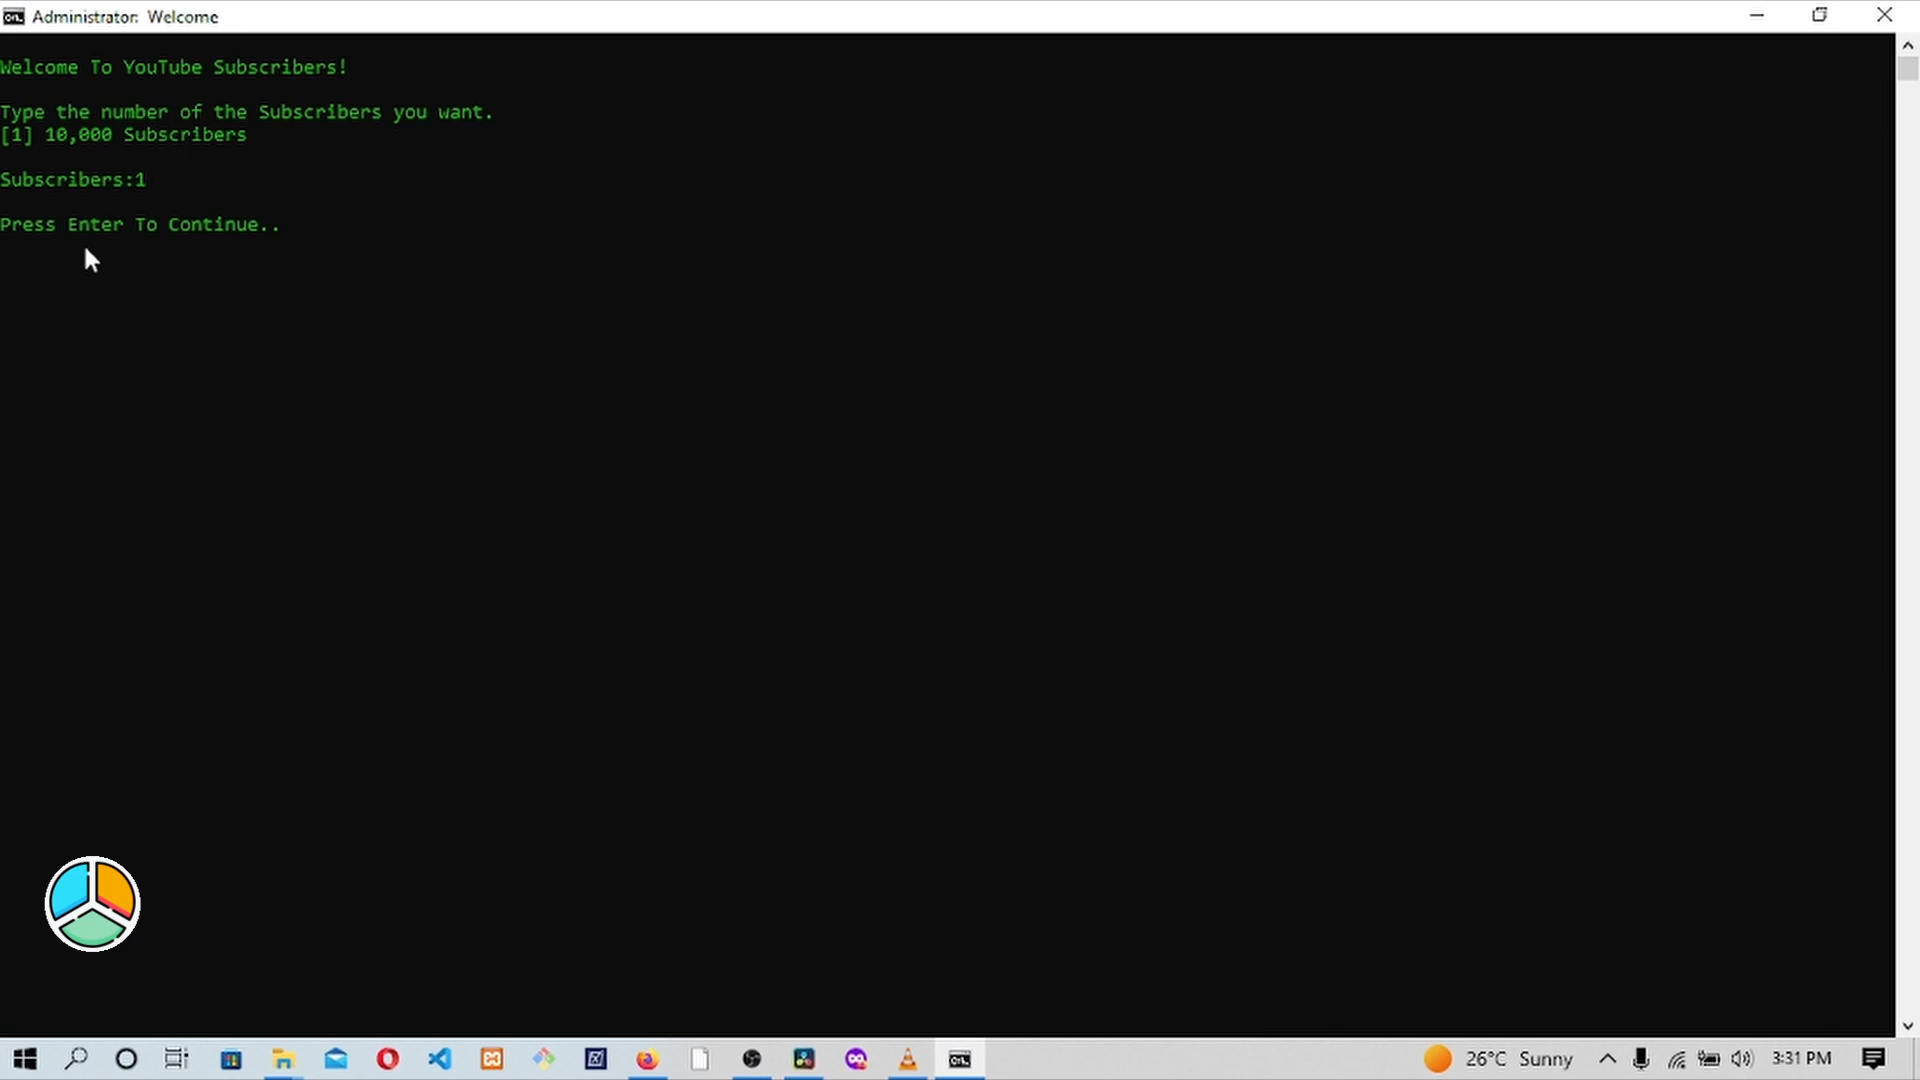 Administrator: Welcome
Welcome To YouTube Subscribers!
Type the number of the Subscribers you want.
[1] 10,000 Subscribers
Subscribers:1
Press Enter To Continue..
26°C Sunny
3:31 PM